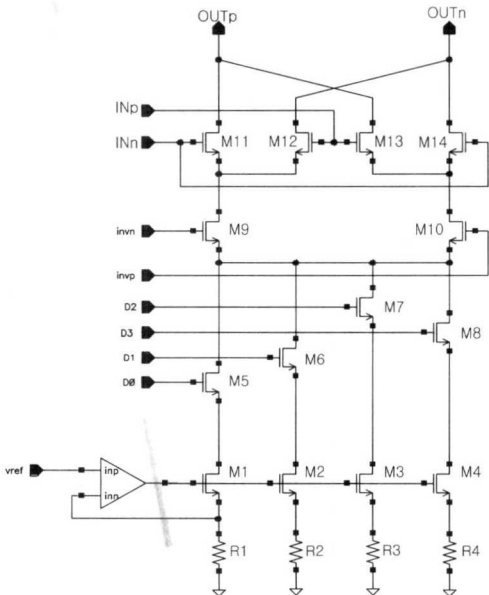 OUTp OUTn
INp
INn M11 M12 M13 M14
invn M9 M10
invp
D2 M7
D3 M8
D1 M6
D0 M5
vref inp M1 M2 M3 M4
inn
R1 R2 R3 R4